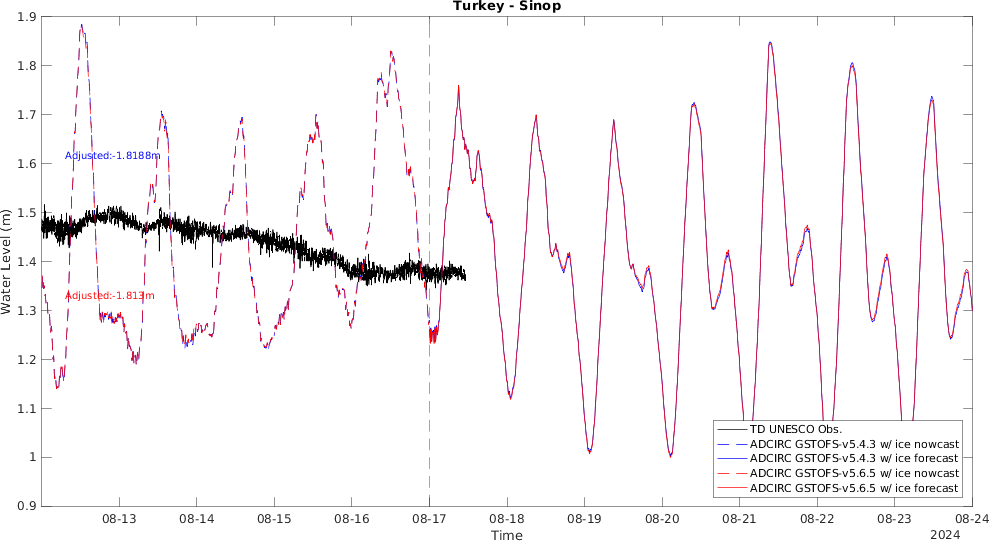 Turkey - Sinop
1.9
1.8
1.7
1.6
1.5
1.4
1.3
1.2
1.1
1
0.9
Water Level (m)
Adjusted:-1.8188m
Adjusted:-1.813m
TD UNESCO Obs.
ADCIRC GSTOFS-v5.4.3 w/ ice nowcast
ADCIRC GSTOFS-v5.4.3 w/ ice forecast
ADCIRC GSTOFS-v5.6.5 w/ ice nowcast
ADCIRC GSTOFS-v5.6.5 w/ ice forecast
08-13 08-14 08-15 08-16 08-17 08-18 08-19 08-20 08-21 08-22 08-23 08-24
Time
2024